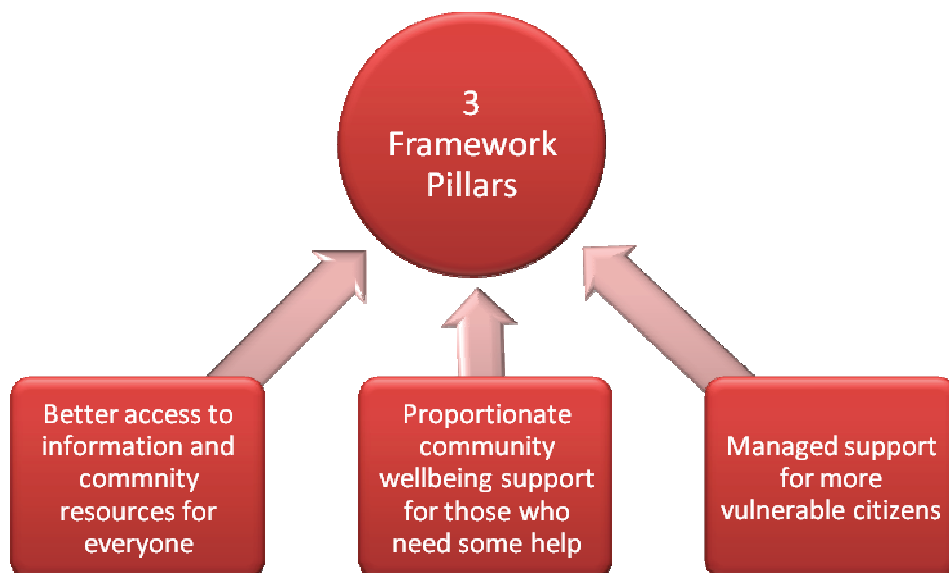 3
Framework
Pillars
Better access to
information and
commnity
resources for
everyone
Proportionate
community
wellbeing support
for those who
need some help
Managed support
for more
vulnerable citizens